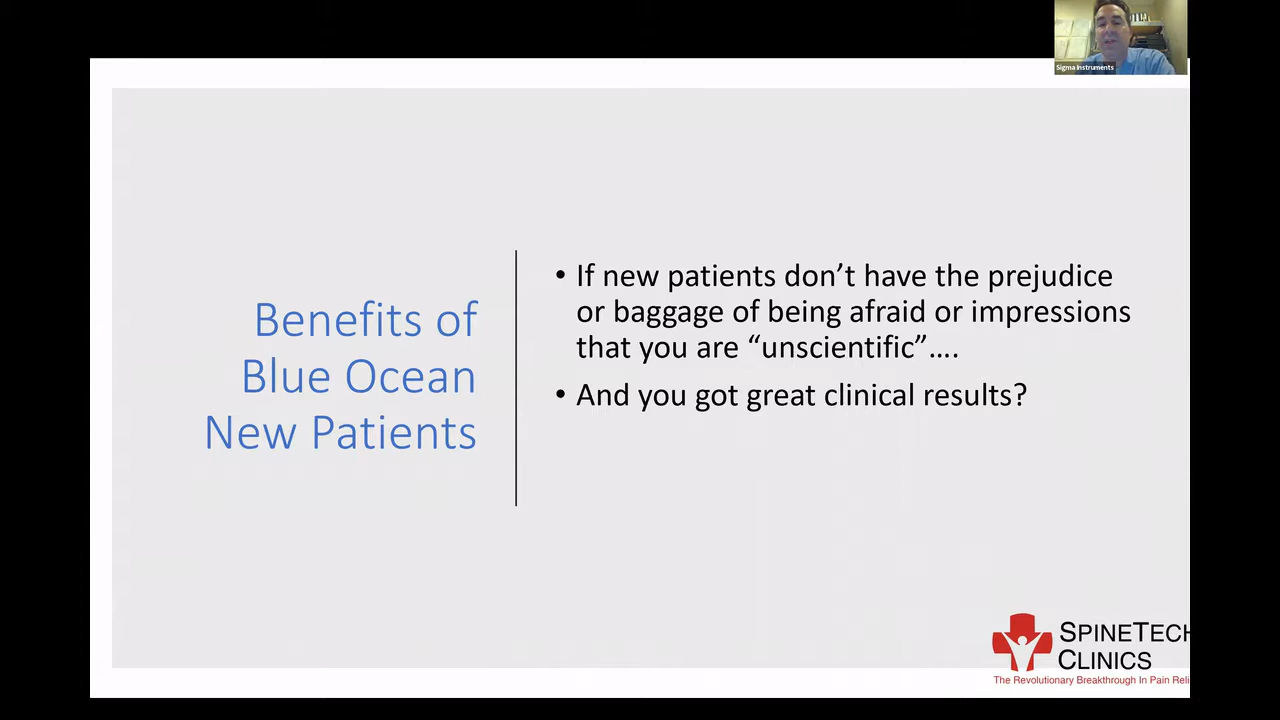 Sigma Instruments
Benefits of
Blue Ocean
New Patients
• If new patients don’t have the prejudice
or baggage of being afraid or impressions
that you are “unscientific”….
• And you got great clinical results?
SPINETECH
CLINICS
The Revolutionary Breakthrough In Pain Reli